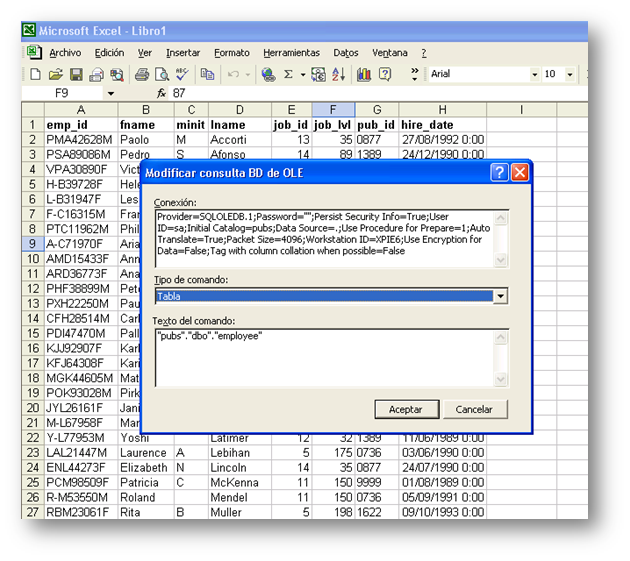 Microsoft Excel - Libro1
Archivo Edición Ver Insertar Formato Herramientas Datos Ventana ?
Arial 10
F9 fx 87
A B C D E F G H I
1 emp_id fname minit lname job_id job_lvl pub_id hire_date
2 PMA42628M Paolo M Accorti 13 35 0877 27/08/1992 0:00
3 PSA89086M Pedro S Afonso 14 89 1389 24/12/1990 0:00
4 VPA30890F Vict
5 H-B39728F Hele
6 L-B31947F Les
7 F-C16315M Fran
8 PTC11962M Phil
9 A-C71970F Aria
10 AMD15433F Ann
11 ARD36773F Ana
12 PHF38899M Pete
13 PXH22250M Pau
14 CFH28514M Carl
15 PDI47470M Pall
16 KJJ92907F Karl
17 KFJ64308F Kari
18 MGK44605M Mat
19 POK93028M Pirk
20 JYL26161F Jani
21 M-L67958F Mar
22 Y-L77953M Yoshi Latimer 12 32 1389 11/06/1989 0:00
23 LAL21447M Laurence A Lebihan 5 175 0736 03/06/1990 0:00
24 ENL44273F Elizabeth N Lincoln 14 35 0877 24/07/1990 0:00
25 PCM98509F Patricia C McKenna 11 150 9999 01/08/1989 0:00
26 R-M53550M Roland Mendel 11 150 0736 05/09/1991 0:00
27 RBM23061F Rita B Muller 5 198 1622 09/10/1993 0:00
Modificar consulta BD de OLE
Conexión:
Provider=SQLOLEDB.1;Password="";Persist Security Info=True;User
ID=sa;Initial Catalog=pubs;Data Source=.;Use Procedure for Prepare=1;Auto
Translate=True;Packet Size=4096;Workstation ID=XPIE6;Use Encryption for
Data=False;Tag with column collation when possible=False
Tipo de comando:
Tabla
Texto del comando:
"pubs"."dbo"."employee"
Aceptar Cancelar